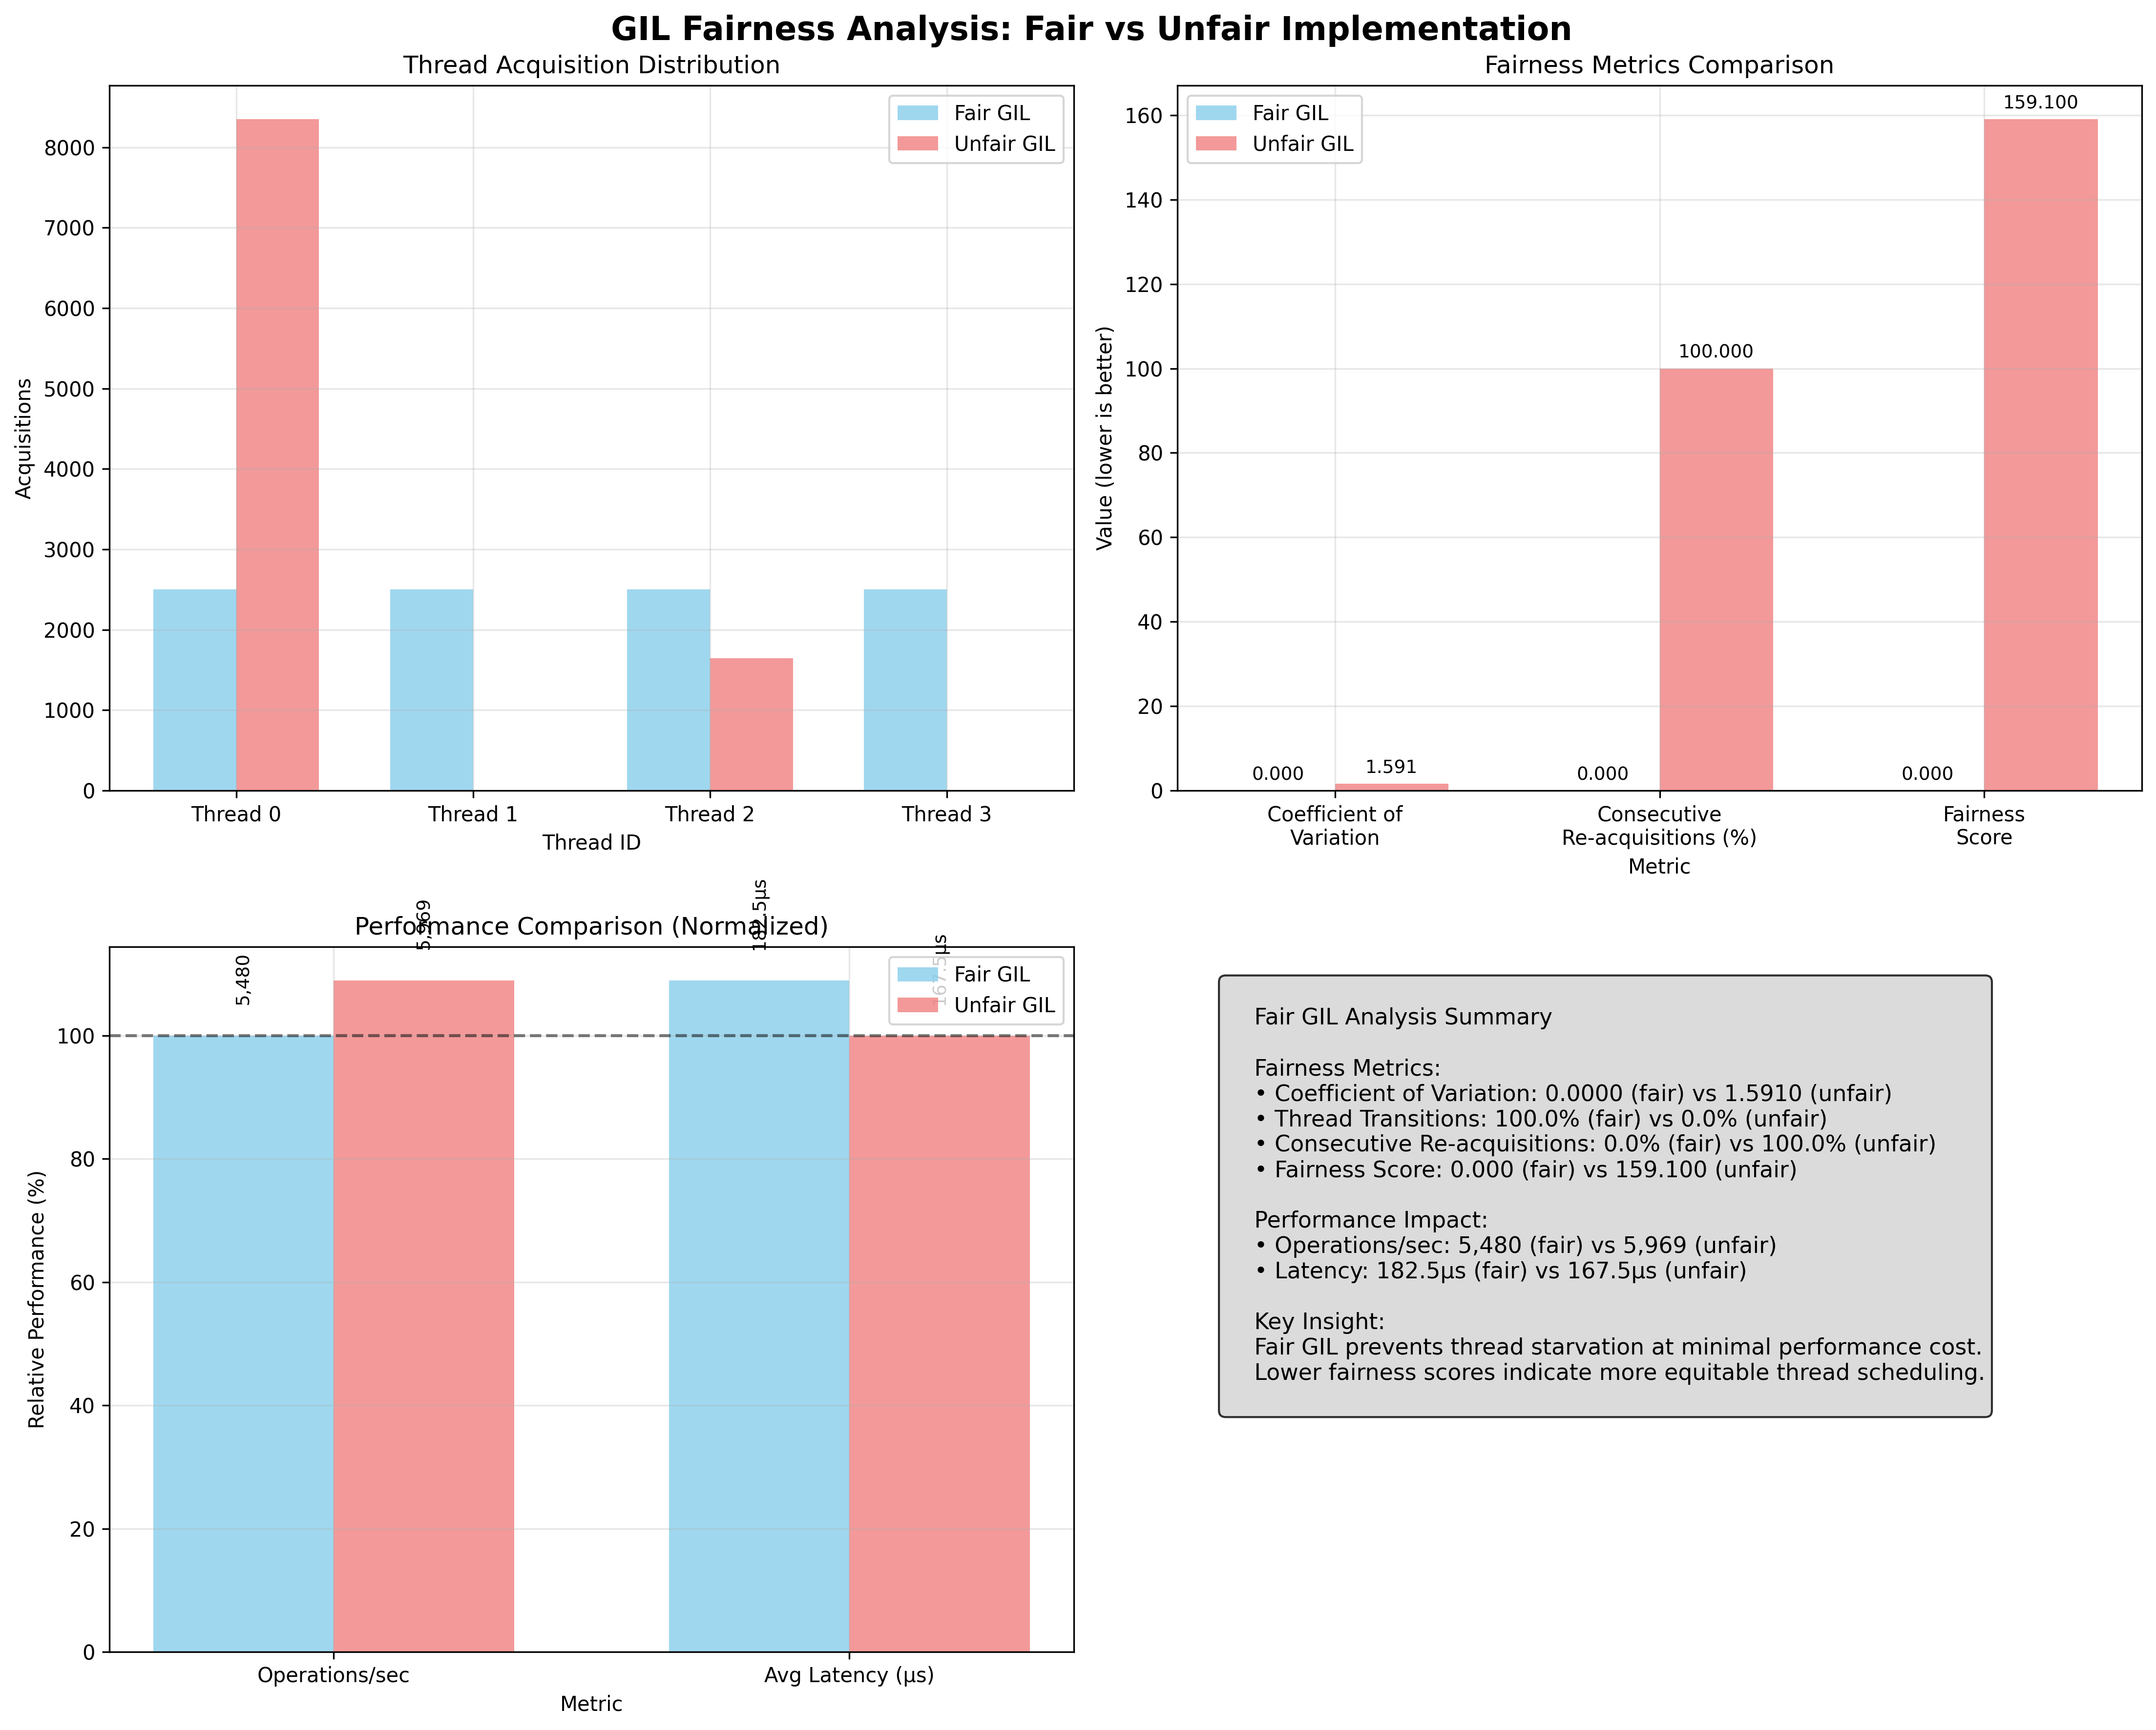 GIL Fairness Analysis: Fair vs Unfair Implementation
Thread Acquisition Distribution
Fair GIL
Unfair GIL
8000
7000
6000
5000
4000
3000
2000
1000
0
Acquisitions
Thread 0
Thread 1
Thread 2
Thread 3
Thread ID
Fairness Metrics Comparison
Fair GIL
Unfair GIL
160
140
120
100
80
60
40
20
0
Value (lower is better)
0.000
1.591
0.000
100.000
0.000
159.100
Coefficient of
Variation
Consecutive
Re-acquisitions (%)
Fairness
Score
Metric
Performance Comparison (Normalized)
5,480
5,969
182.5µs
167.5µs
Fair GIL
Unfair GIL
100
80
60
40
20
0
Relative Performance (%)
Operations/sec
Avg Latency (µs)
Metric
Fair GIL Analysis Summary
Fairness Metrics:
• Coefficient of Variation: 0.0000 (fair) vs 1.5910 (unfair)
• Thread Transitions: 100.0% (fair) vs 0.0% (unfair)
• Consecutive Re-acquisitions: 0.0% (fair) vs 100.0% (unfair)
• Fairness Score: 0.000 (fair) vs 159.100 (unfair)
Performance Impact:
• Operations/sec: 5,480 (fair) vs 5,969 (unfair)
• Latency: 182.5µs (fair) vs 167.5µs (unfair)
Key Insight:
Fair GIL prevents thread starvation at minimal performance cost.
Lower fairness scores indicate more equitable thread scheduling.